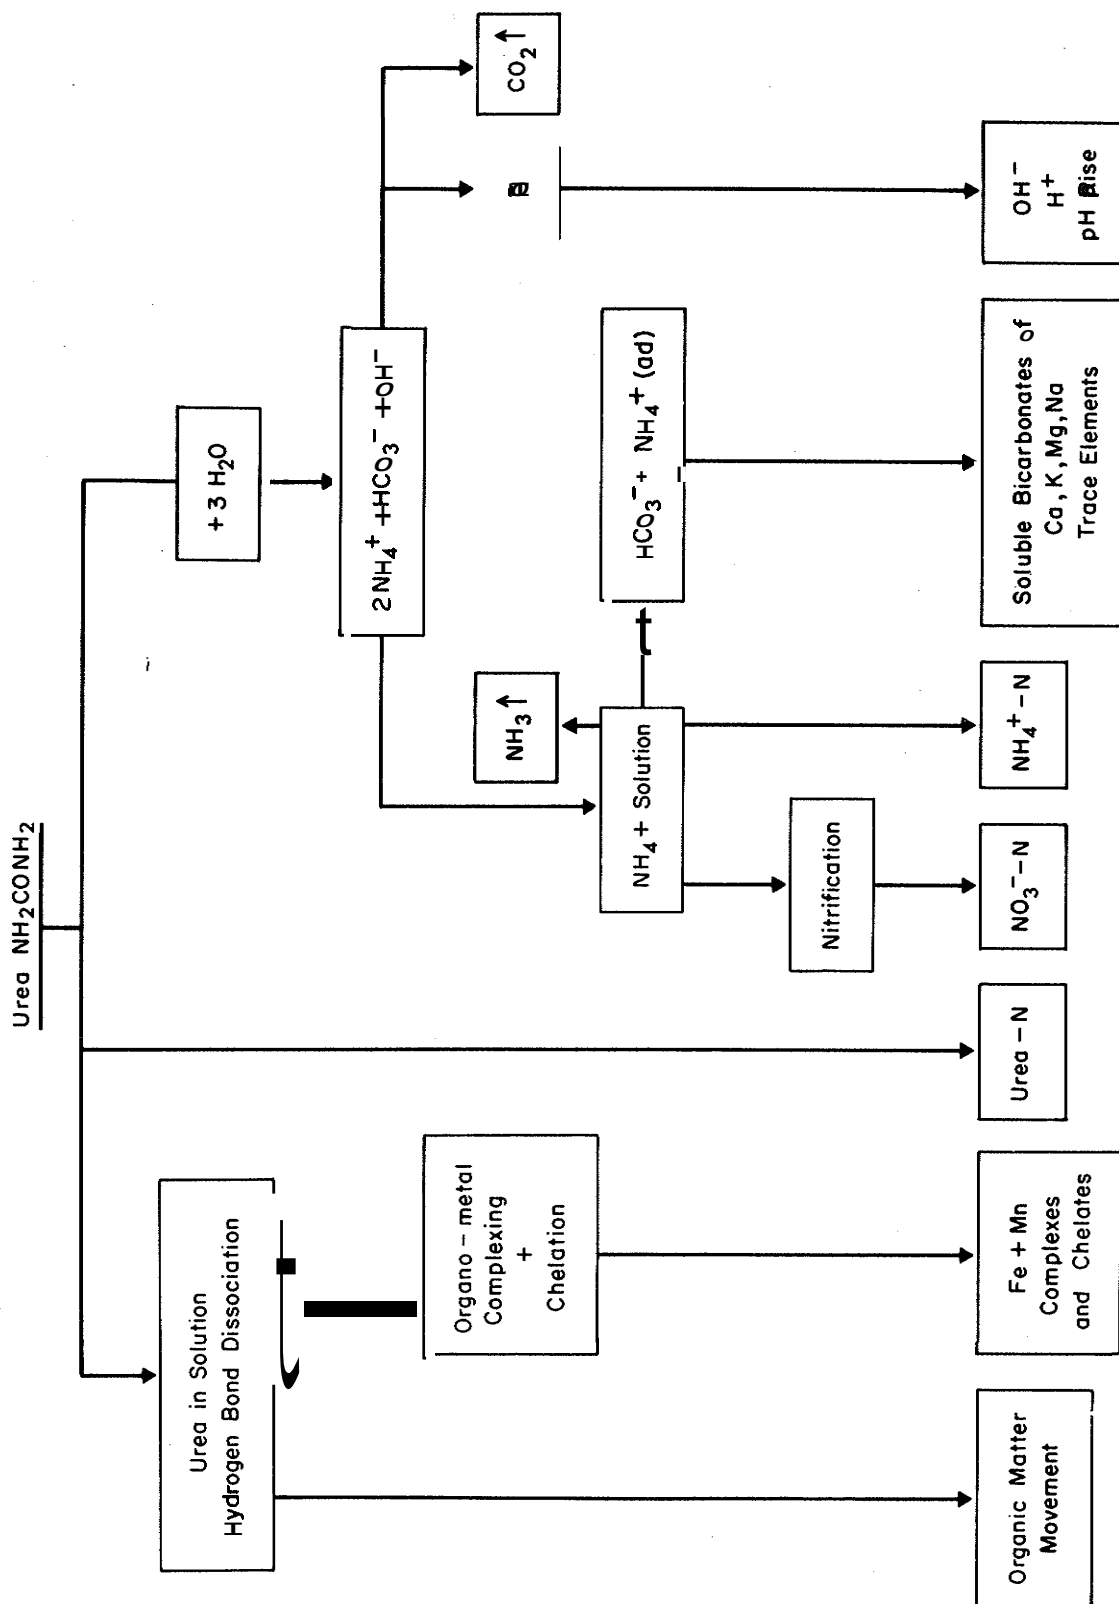 Urea NH2CONH2
+3 H2O
2NH4+ +HCO3- +OH-
CO2↑
NH3↑
NH4+ Solution
HCO3- + NH4+ (ad)
Nitrification
Urea in Solution
Hydrogen Bond Dissociation
Organo-metal
Complexing
+
Chelation
Organic Matter
Movement
Fe + Mn
Complexes
and Chelates
Urea-N
NO3--N
NH4+-N
Soluble Bicarbonates of
Ca, K, Mg, Na
Trace Elements
OH-
H+
pH Rise